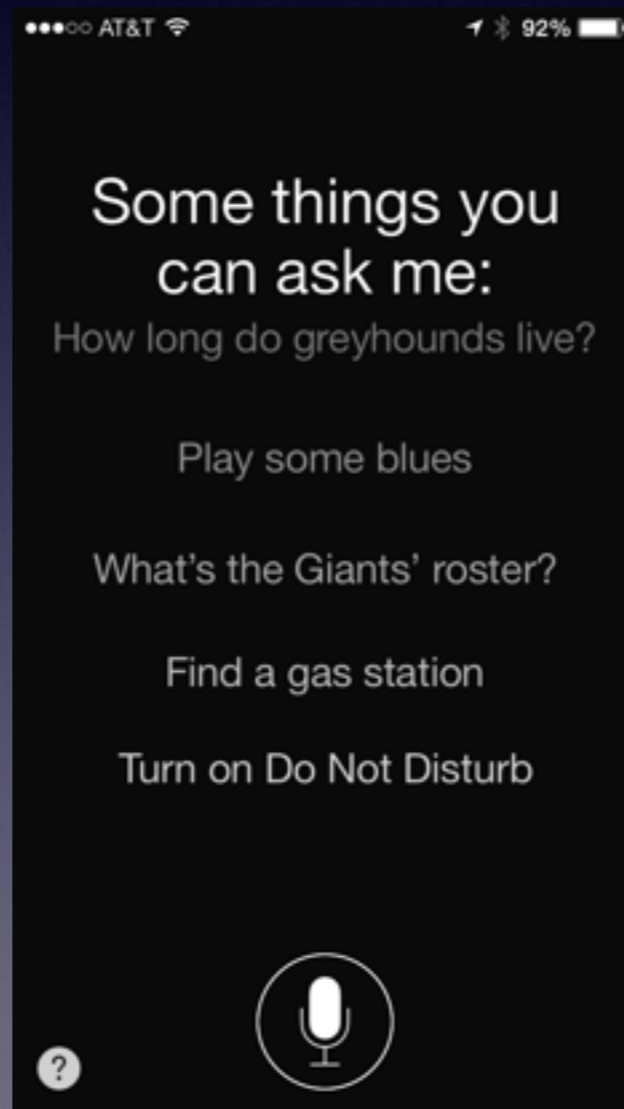 AT&T 92%
Some things you
can ask me:
How long do greyhounds live?
Play some blues
What's the Giants' roster?
Find a gas station
Turn on Do Not Disturb
?